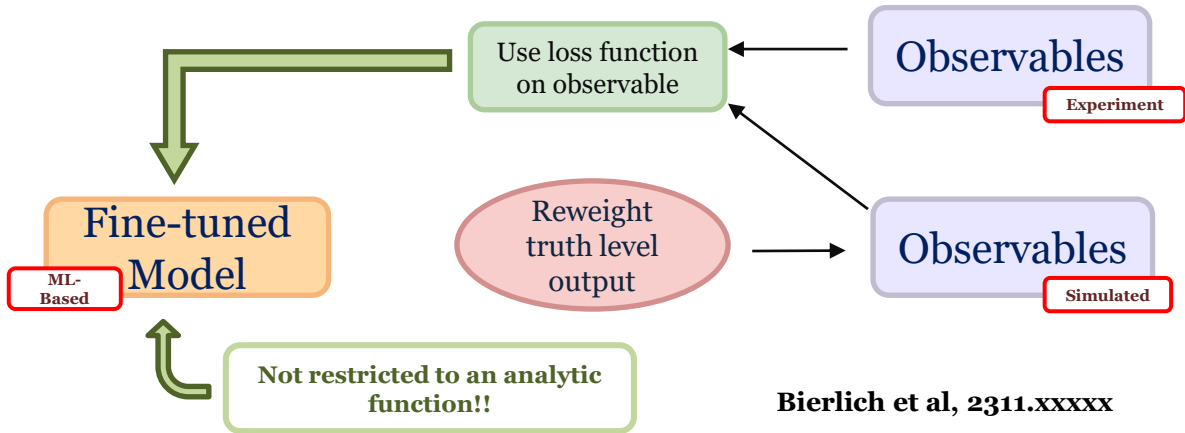 Use loss function
on observable
Observables
Experiment
Fine-tuned
Model
ML-
Based
Reweight
truth level
output
Observables
Simulated
Not restricted to an analytic
function!!
Bierlich et al, 2311.xxxxx